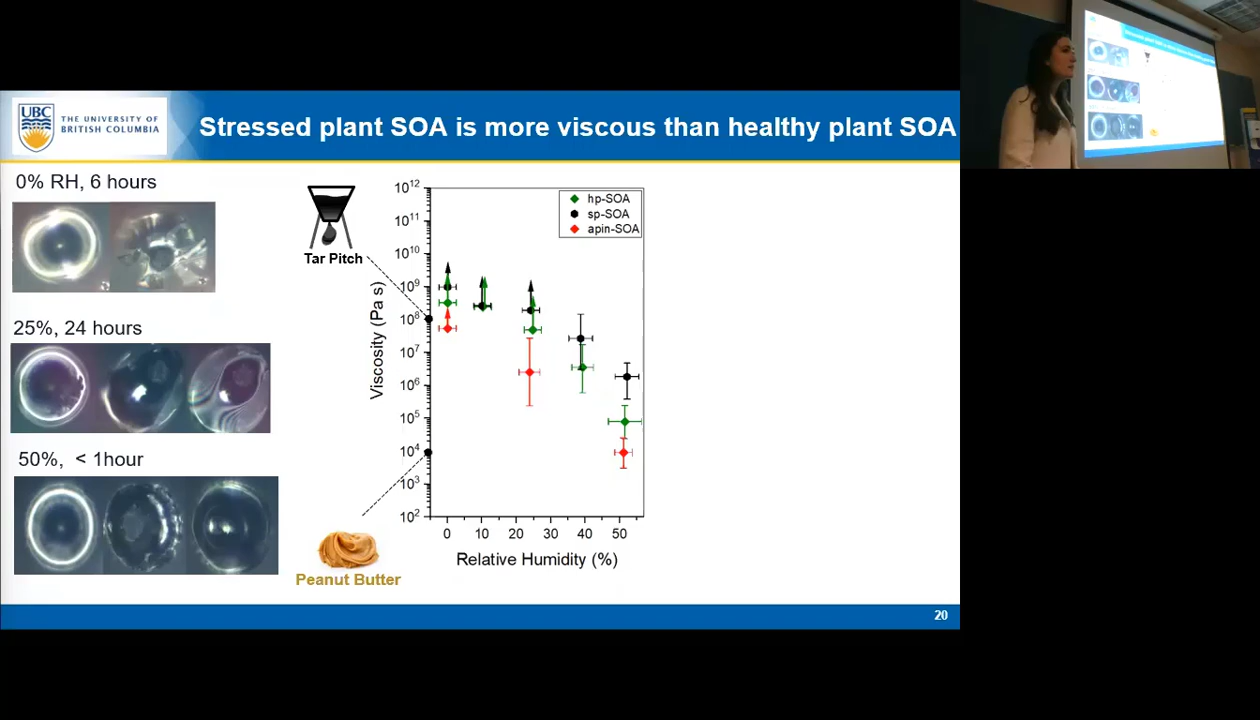 UBC
THE UNIVERSITY OF
BRITISH COLUMBIA
Stressed plant SOA is more viscous than healthy plant SOA
0% RH, 6 hours
25%, 24 hours
50%, < 1hour
Tar Pitch
Peanut Butter
Viscosity (Pa s)
10¹²
10¹¹
10¹⁰
10⁹
10⁸
10⁷
10⁶
10⁵
10⁴
10³
10²
hp-SOA
sp-SOA
apin-SOA
0 10 20 30 40 50
Relative Humidity (%)
20